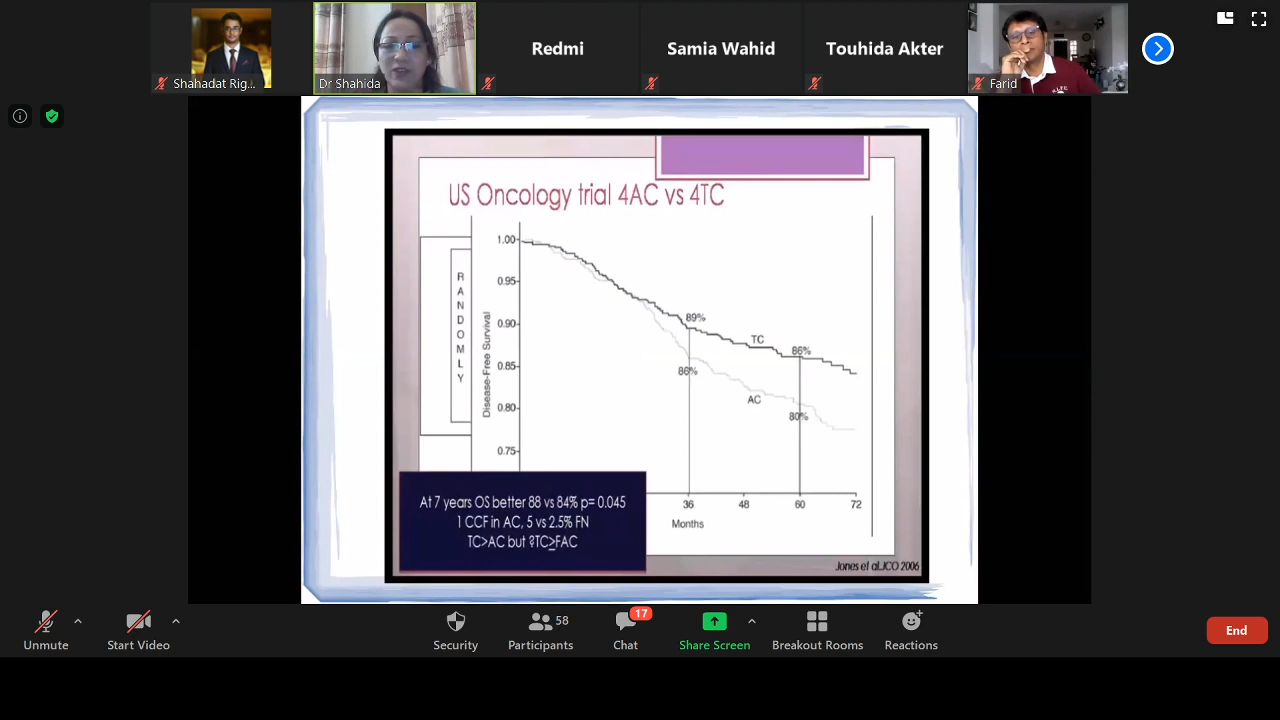 Redmi
Samia Wahid
Touhida Akter
Shahadat Rig...
Dr Shahida
Farid
US Oncology trial 4AC vs 4TC
RANDOMLY
Disease-Free Survival
1.00
0.95
0.90
0.85
0.80
0.75
89%
TC
86%
86%
AC
80%
36
48
60
72
Months
At 7 years OS better 88 vs 84% p= 0.045
1 CCF in AC, 5 vs 2.5% FN
TC>AC but ?TC>FAC
Jones et al.JCO 2006
Unmute
Start Video
Security
58
Participants
17
Chat
Share Screen
Breakout Rooms
Reactions
End